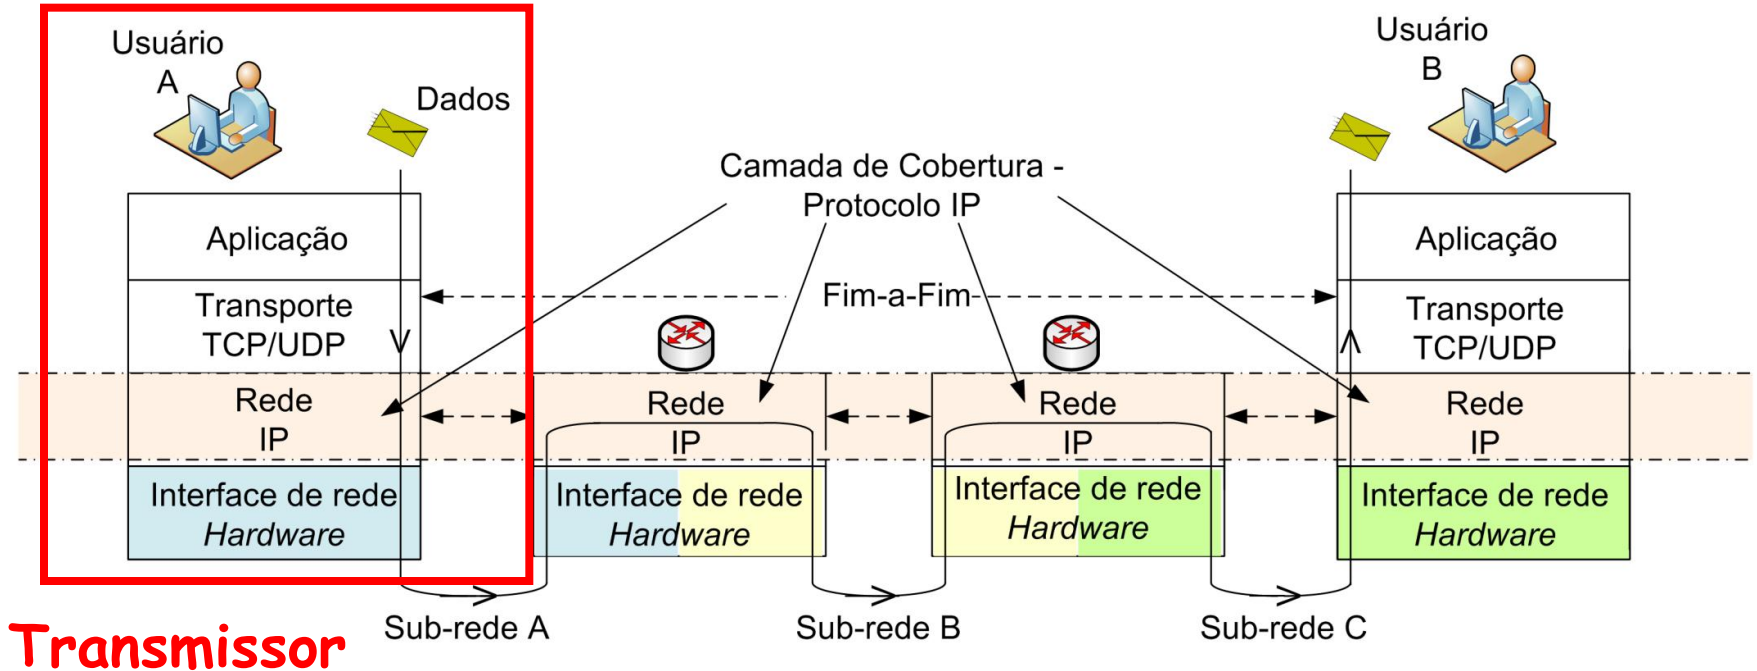 Usuário
A
Dados
Usuário
B
Camada de Cobertura -
Protocolo IP
Aplicação
Aplicação
Fim-a-Fim
Transporte
TCP/UDP
Transporte
TCP/UDP
Rede
IP
Rede
IP
Rede
IP
Rede
IP
Interface de rede
Hardware
Interface de rede
Hardware
Interface de rede
Hardware
Interface de rede
Hardware
Transmissor
Sub-rede A
Sub-rede B
Sub-rede C